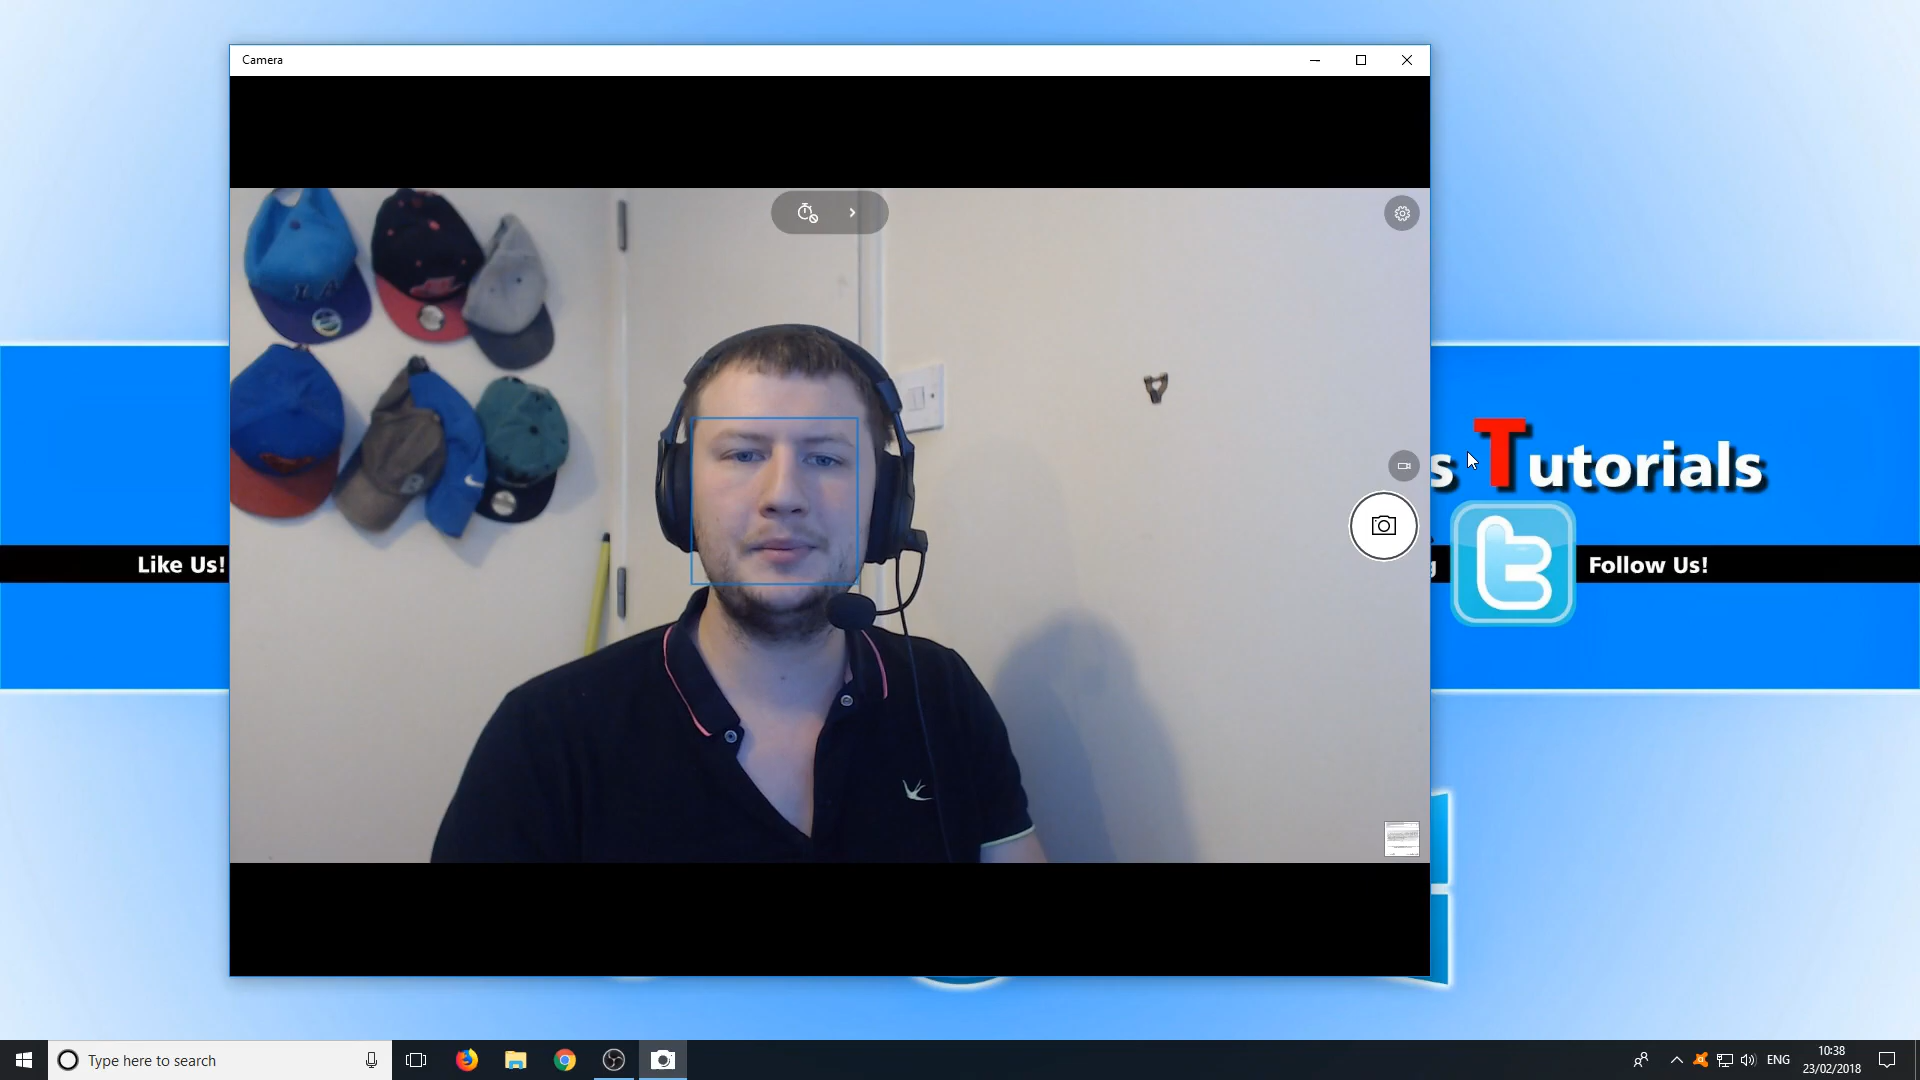 Camera
s Tutorials
Like Us!
g
Follow Us!
Type here to search
ENG
10:38
23/02/2018